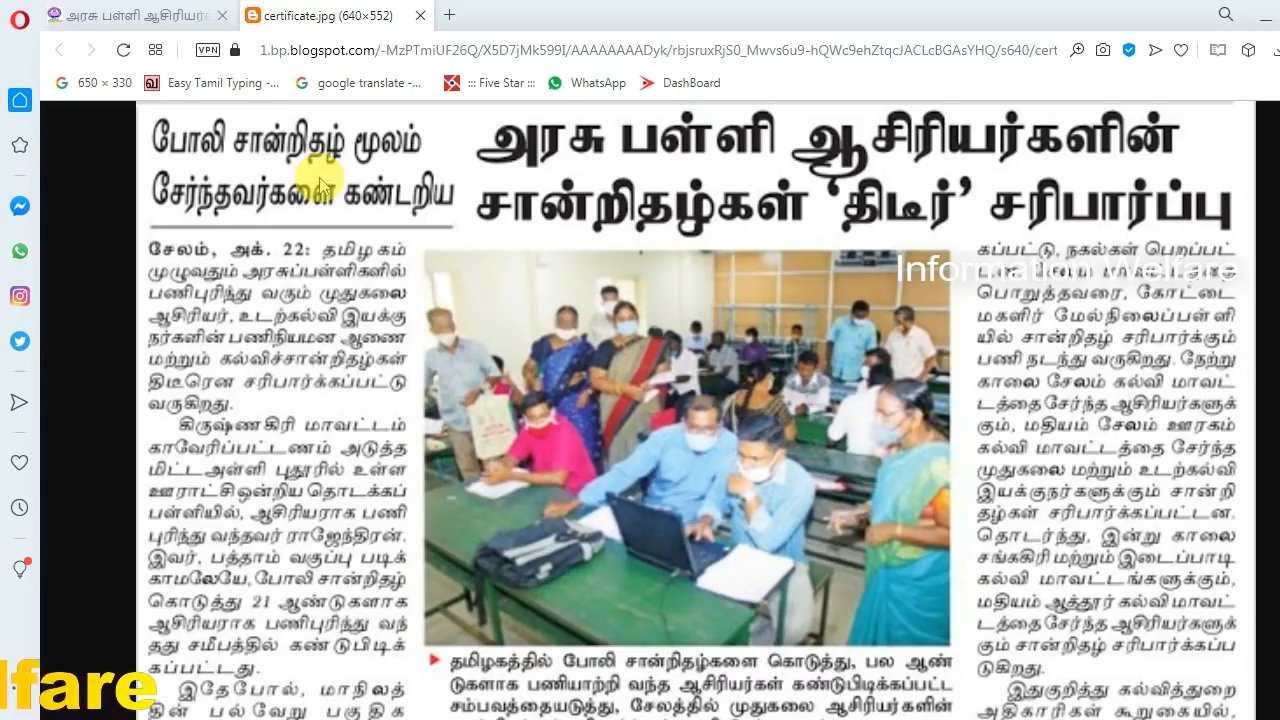 அரசு பள்ளி ஆசிரியர்க
certificate.jpg (640×552)
VPN
1.bp.blogspot.com/-MzPTmiUF26Q/X5D7jMk599I/AAAAAAAADyk/rbjsruxRjS0_Mwvs6u9-hQWc9ehZtqcJACLcBGAsYHQ/s640/cert
650 × 330
Easy Tamil Typing -...
google translate -...
::: Five Star :::
WhatsApp
DashBoard
போலி சான்றிதழ் மூலம்
சேர்ந்தவர்களை கண்டறிய
அரசு பள்ளி ஆசிரியர்களின்
சான்றிதழ்கள் ‘திடீர்’ சரிபார்ப்பு
சேலம், அக். 22: தமிழகம்
முழுவதும் அரசுப்பள்ளிகளில்
பணிபுரிந்து வரும் முதுகலை
ஆசிரியர், உடற்கல்வி இயக்கு
நர்களின் பணிநியமன ஆணை
மற்றும் கல்விச்சான்றிதழ்கள்
திடீரென சரிபார்க்கப்பட்டு
வருகிறது.
கிருஷ்ணகிரி மாவட்டம்
காவேரிப்பட்டணம் அடுத்த
மிட்டஅள்ளி புதூரில் உள்ள
ஊராட்சி ஒன்றிய தொடக்கப்
பள்ளியில், ஆசிரியராக பணி
புரிந்து வந்தவர் ராஜேந்திரன்.
இவர், பத்தாம் வகுப்பு படிக்
காமலேயே, போலி சான்றிதழ்
கொடுத்து 21 ஆண்டுகளாக
ஆசிரியராக பணிபுரிந்து வந்
தது சமீபத்தில் கண்டுபிடிக்
கப்பட்டது.
இதேபோல், மாநிலத்
தின் பல்வேறு பகுதிக
தமிழகத்தில் போலி சான்றிதழ்களை கொடுத்து, பல ஆண்
டுகளாக பணியாற்றி வந்த ஆசிரியர்கள் கண்டுபிடிக்கப்பட்ட
சம்பவத்தையடுத்து, சேலத்தில் முதுகலை ஆசிரியர்களின்
கப்பட்டு, நகல்கள் பெறப்பட்
Information Welfare
பொறுத்தவரை, கோட்டை
மகளிர் மேல்நிலைப்பள்ளி
யில் சான்றிதழ் சரிபார்க்கும்
பணி நடந்து வருகிறது. நேற்று
காலை சேலம் கல்வி மாவட்
டத்தை சேர்ந்த ஆசிரியர்களுக்
கும், மதியம் சேலம் ஊரகம்
கல்வி மாவட்டத்தை சேர்ந்த
முதுகலை மற்றும் உடற்கல்வி
இயக்குநர்களுக்கும் சான்றி
தழ்கள் சரிபார்க்கப்பட்டன.
தொடர்ந்து, இன்று காலை
சங்ககிரி மற்றும் இடைப்பாடி
கல்வி மாவட்டங்களுக்கும்,
மதியம் ஆத்தூர் கல்வி மாவட்
டத்தை சேர்ந்த ஆசிரியர்களுக்
கும் சான்றிதழ் சரிபார்க்கப்ப
டுகிறது.
இதுகுறித்து கல்வித்துறை
அதிகாரிகள் கூறுகையில்,
lfare